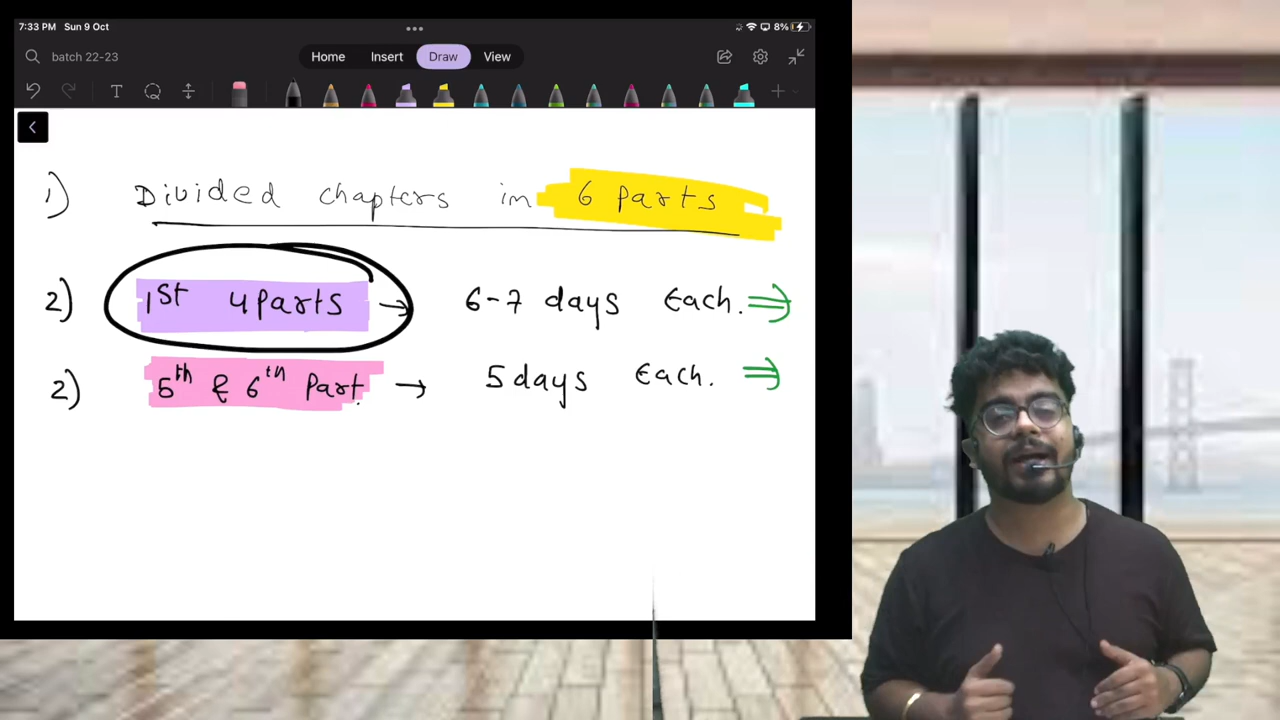 7:33 PM Sun 9 Oct
8%
batch 22-23
Home Insert Draw View
T
1) Divided chapters in 6 Parts
2) 1st 4 Parts → 6-7 days Each. ⇒
2) 5th & 6th Part. → 5 days Each. ⇒